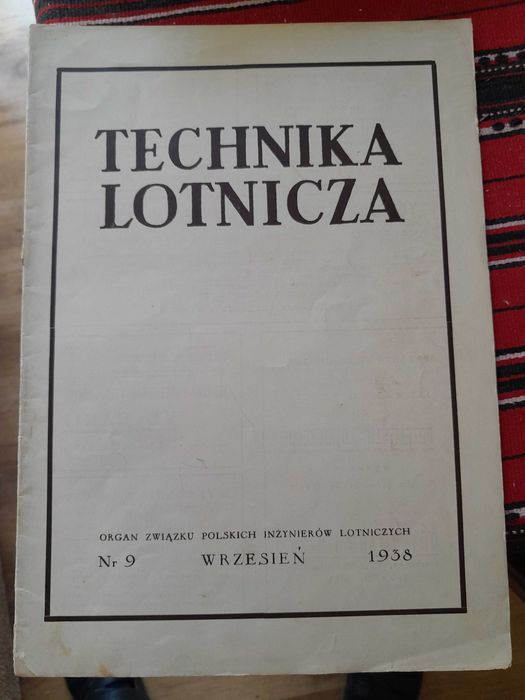 TECHNIKA
LOTNICZA
ORGAN ZWIĄZKU POLSKICH INŻYNIERÓW LOTNICZYCH
Nr 9 WRZESIEŃ 1938